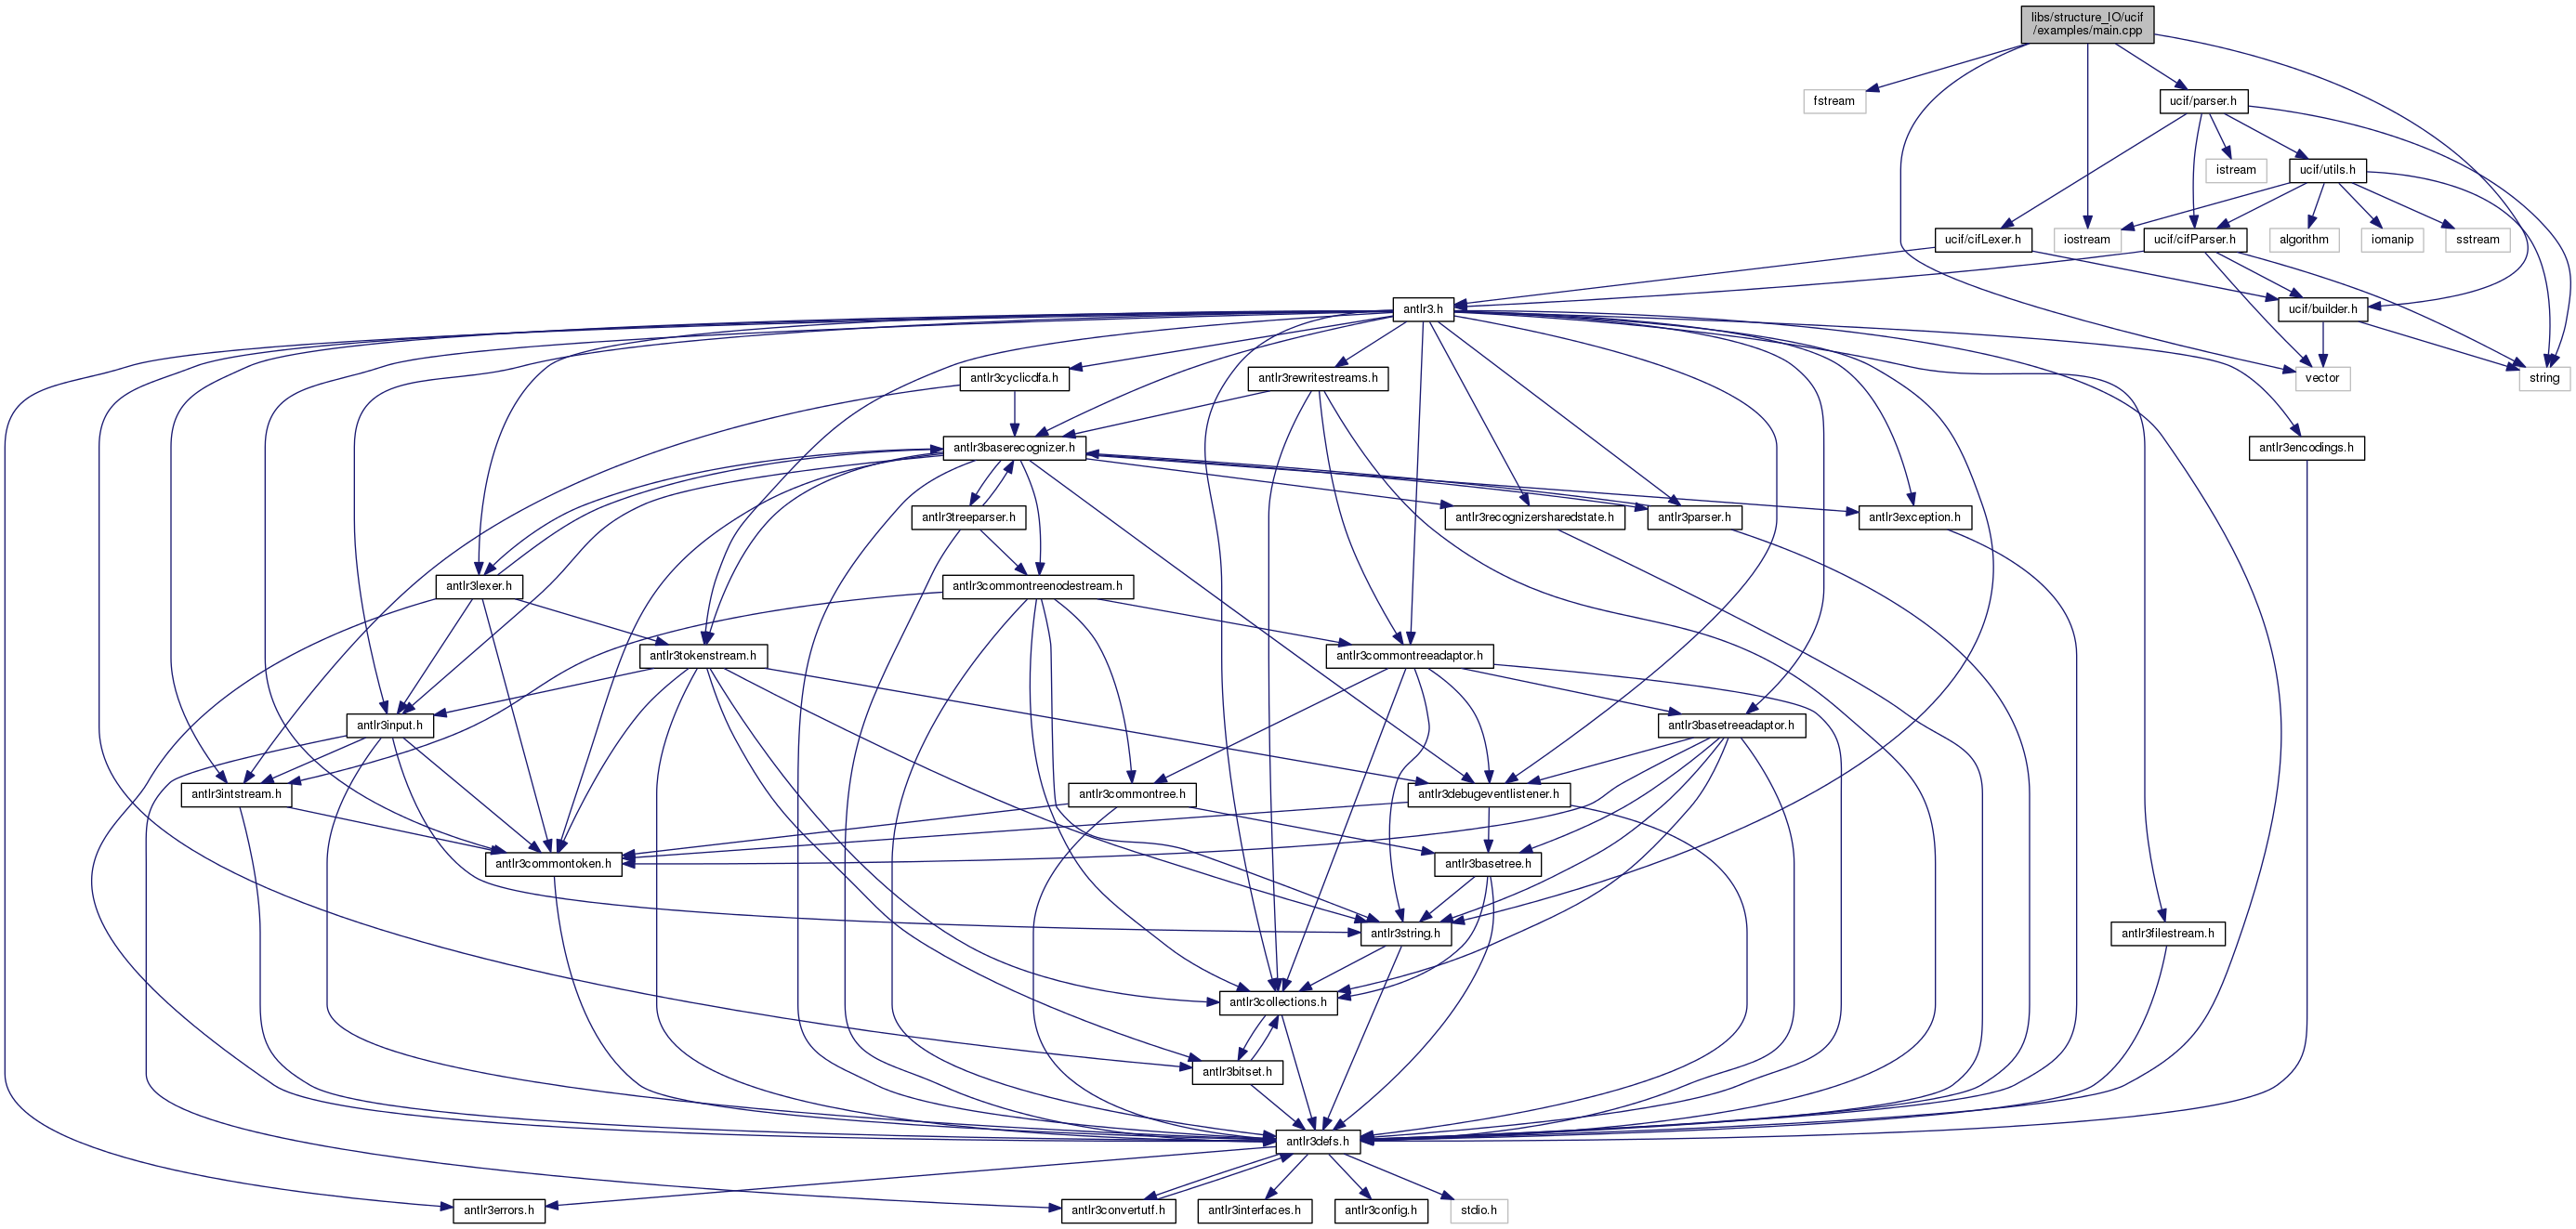 libs/structure_IO/ucif
/examples/main.cpp
fstream
ucif/parser.h
istream
ucif/utils.h
ucif/cifLexer.h
iostream
ucif/cifParser.h
algorithm
iomanip
sstream
antlr3.h
ucif/builder.h
antlr3cyclicdfa.h
antlr3rewritestreams.h
vector
string
antlr3baserecognizer.h
antlr3encodings.h
antlr3treeparser.h
antlr3recognizersharedstate.h
antlr3parser.h
antlr3exception.h
antlr3lexer.h
antlr3commontreenodestream.h
antlr3tokenstream.h
antlr3commontreeadaptor.h
antlr3input.h
antlr3basetreeadaptor.h
antlr3intstream.h
antlr3commontree.h
antlr3debugeventlistener.h
antlr3commontoken.h
antlr3basetree.h
antlr3string.h
antlr3filestream.h
antlr3collections.h
antlr3bitset.h
antlr3defs.h
antlr3errors.h
antlr3convertutf.h
antlr3interfaces.h
antlr3config.h
stdio.h